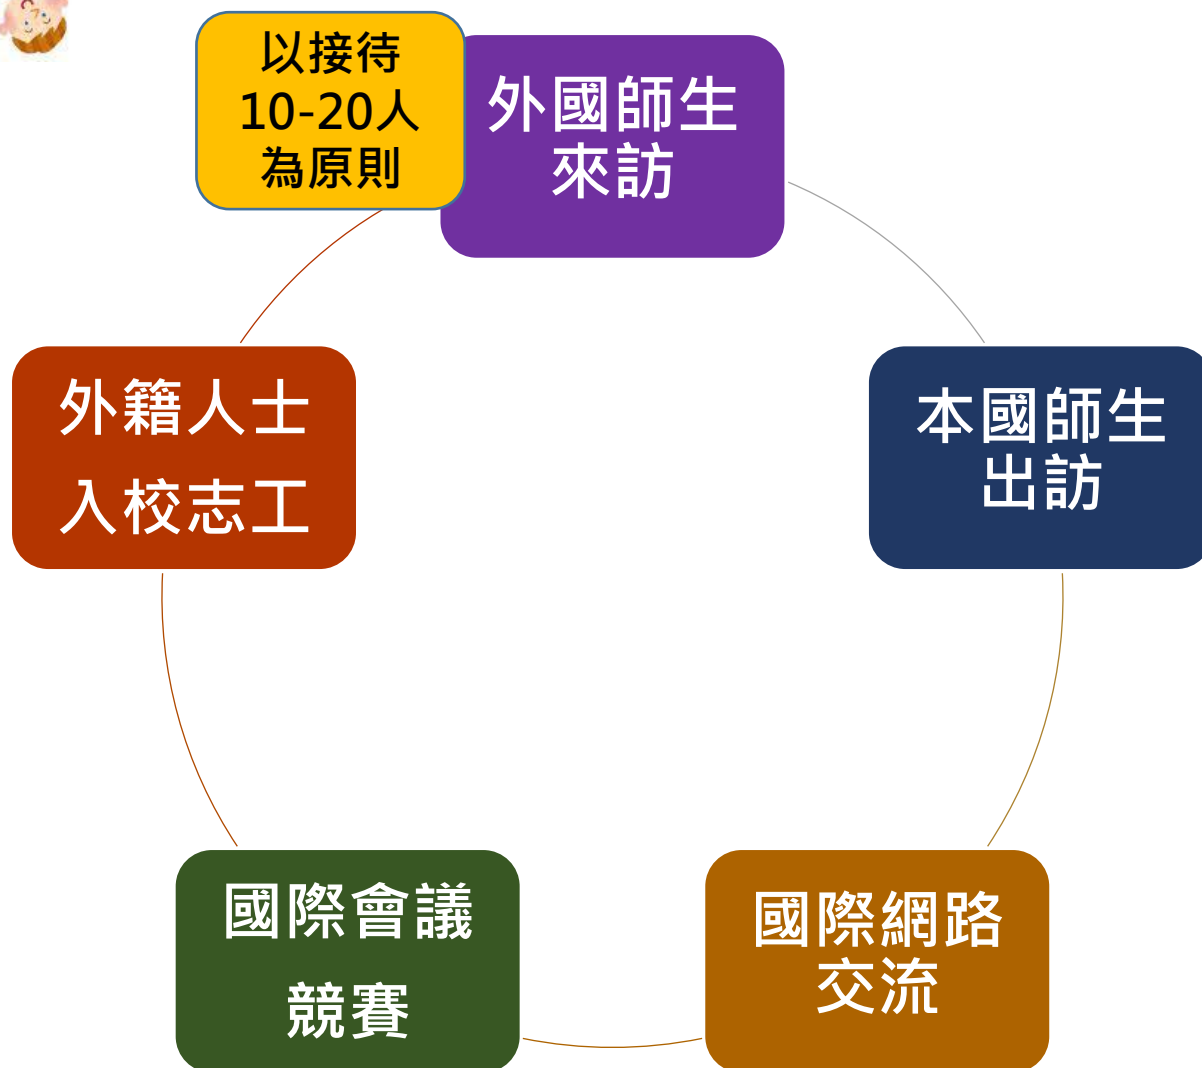 以接待
10-20人
為原則
外國師生
來訪
外籍人士
入校志工
本國師生
出訪
國際會議
競賽
國際網路
交流